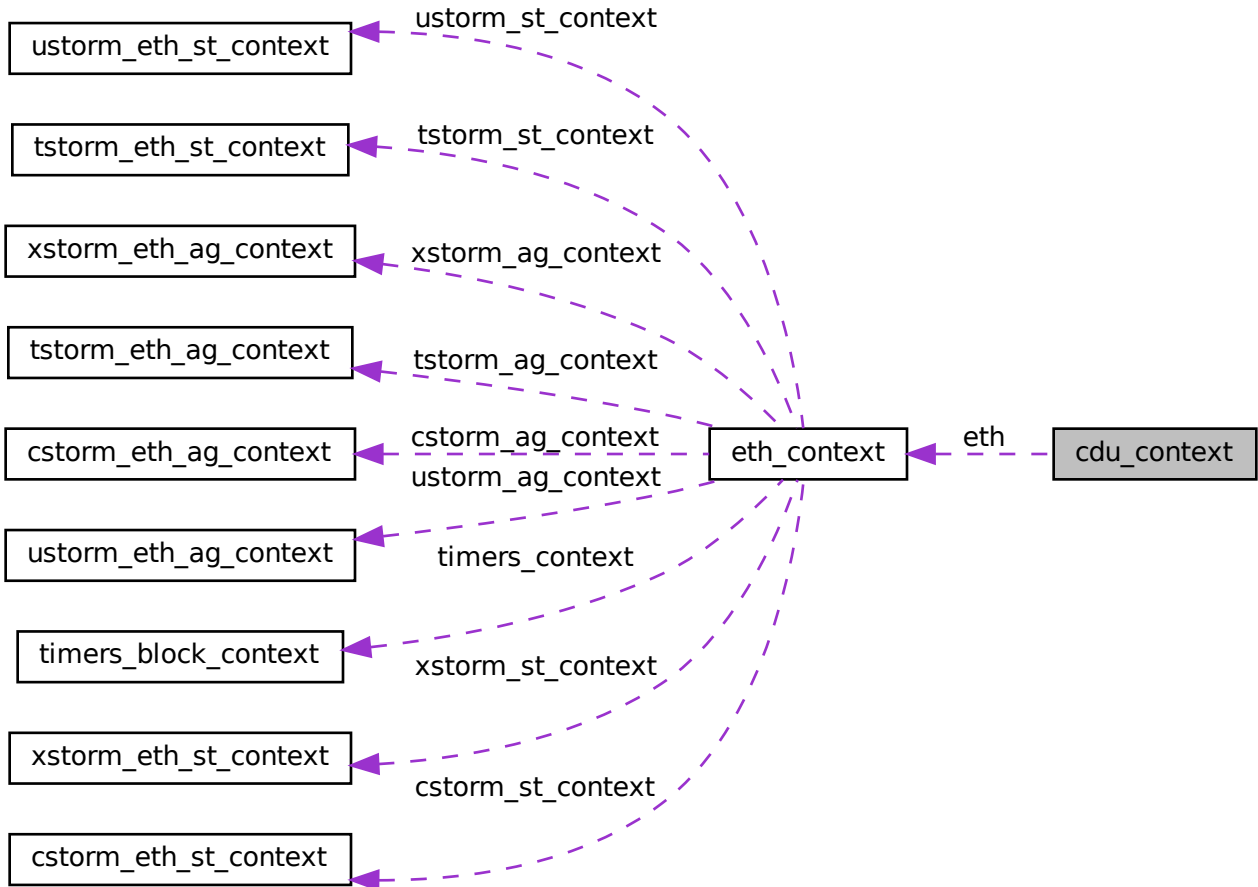 ustorm_eth_st_context
ustorm_st_context
tstorm_eth_st_context
tstorm_st_context
xstorm_eth_ag_context
xstorm_ag_context
tstorm_eth_ag_context
tstorm_ag_context
cstorm_eth_ag_context
cstorm_ag_context
eth_context
eth
cdu_context
ustorm_ag_context
ustorm_eth_ag_context
timers_context
timers_block_context
xstorm_st_context
xstorm_eth_st_context
cstorm_st_context
cstorm_eth_st_context